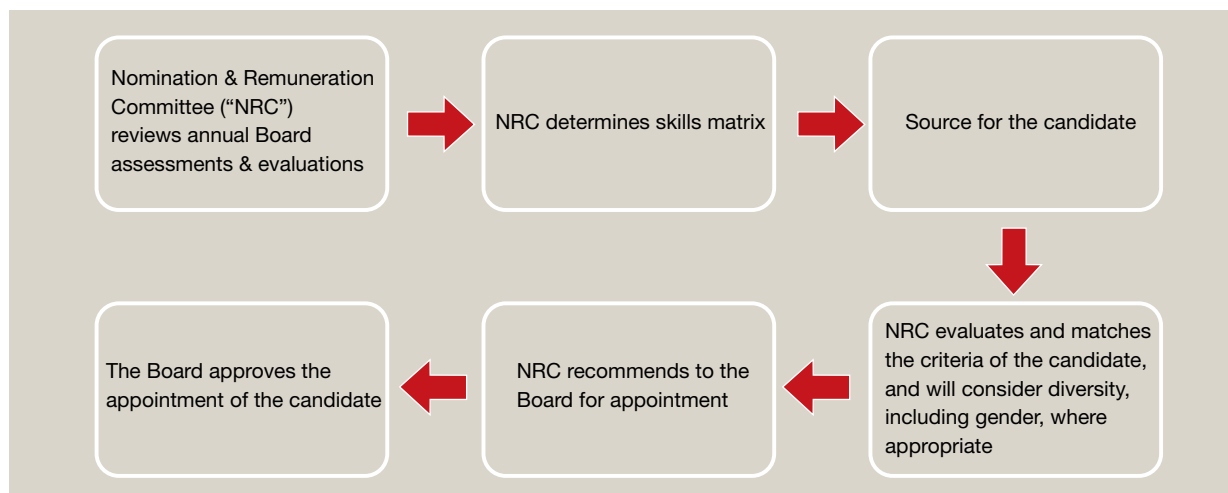 Nomination & Remuneration
Committee (“NRC”)
reviews annual Board
assessments & evaluations
NRC determines skills matrix
Source for the candidate
NRC evaluates and matches
the criteria of the candidate,
and will consider diversity,
including gender, where
appropriate
NRC recommends to the
Board for appointment
The Board approves the
appointment of the candidate